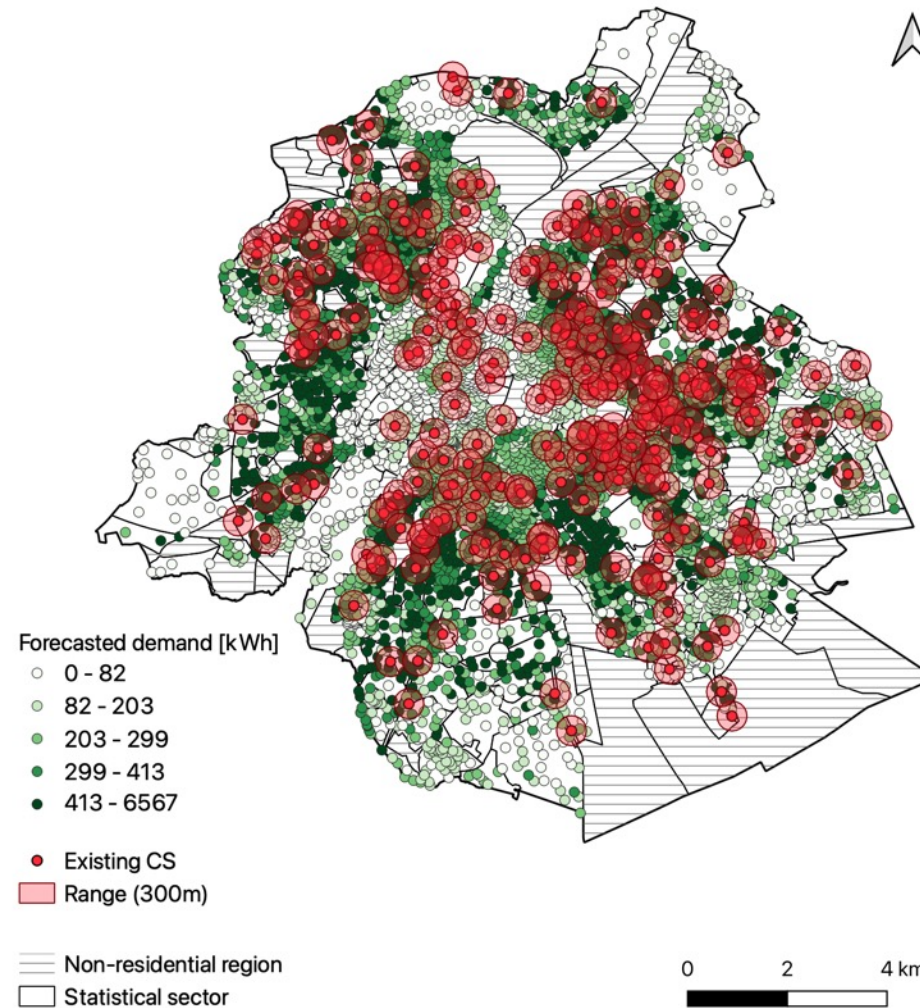 Forecasted demand [kWh]
0 - 82
82 - 203
203 - 299
299 - 413
413 - 6567
Existing CS
Range (300m)
Non-residential region
Statistical sector
0 2 4 km